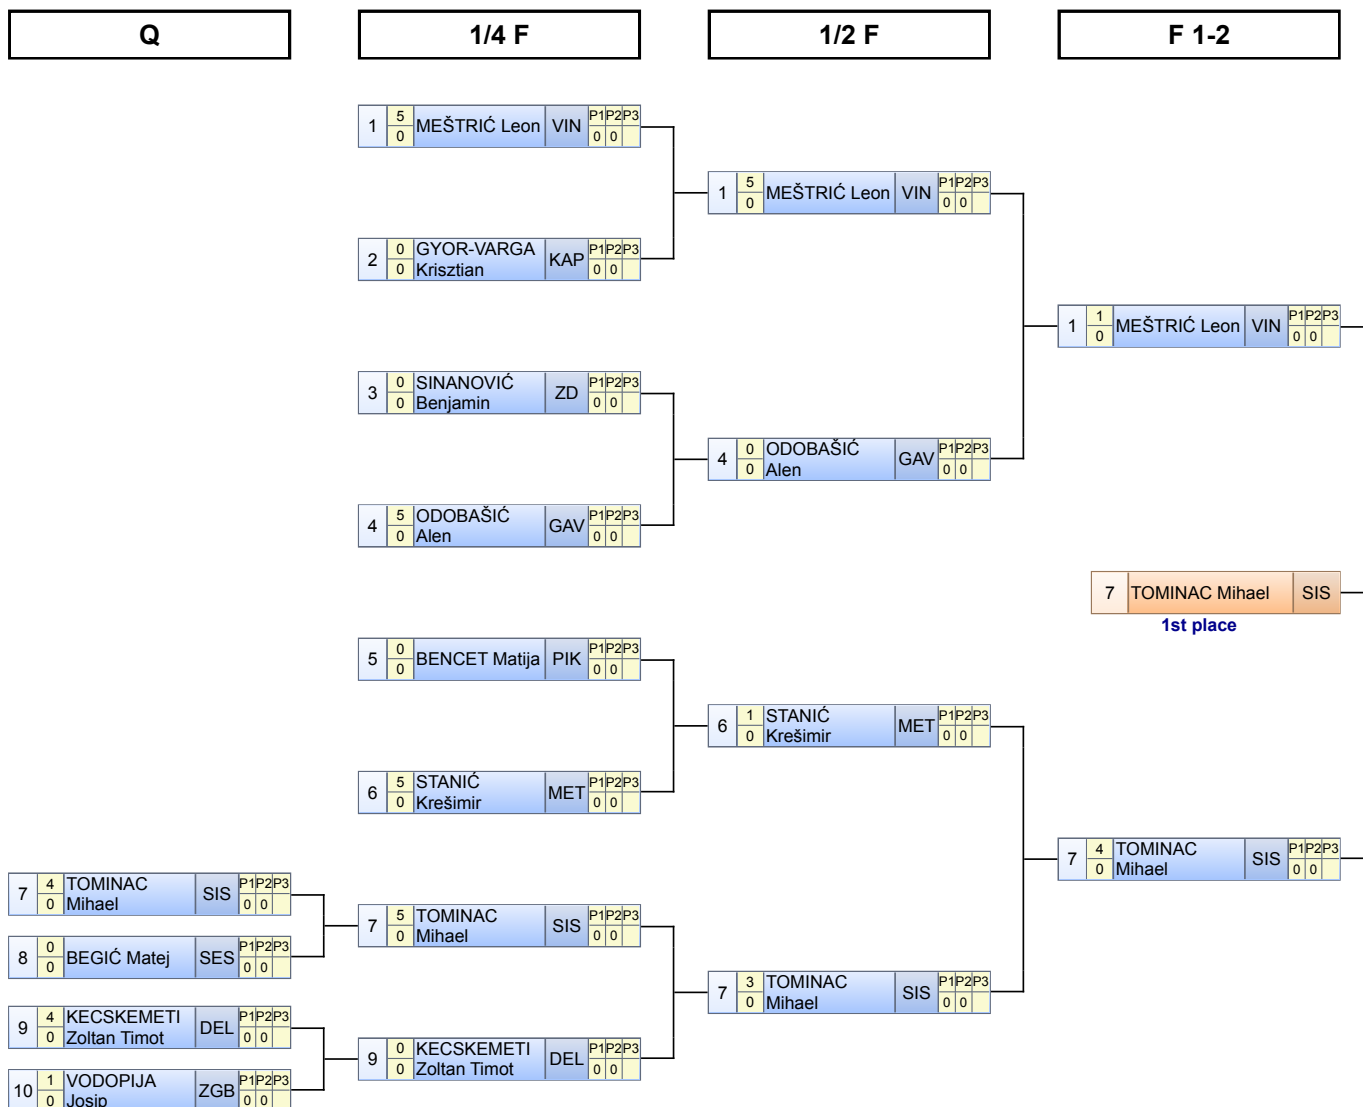 Q
1/4 F
1/2 F
F 1-2
1 5 0 MEŠTRIĆ Leon VIN P1 P2 P3 0 0
2 0 0 GYOR-VARGA Krisztian KAP P1 P2 P3 0 0
3 0 0 SINANOVIĆ Benjamin ZD P1 P2 P3 0 0
4 5 0 ODOBAŠIĆ Alen GAV P1 P2 P3 0 0
5 0 0 BENCET Matija PIK P1 P2 P3 0 0
6 5 0 STANIĆ Krešimir MET P1 P2 P3 0 0
7 4 0 TOMINAC Mihael SIS P1 P2 P3 0 0
8 0 0 BEGIĆ Matej SES P1 P2 P3 0 0
9 4 0 KECSKEMETI Zoltan Timot DEL P1 P2 P3 0 0
10 1 0 VODOPIJA Josip ZGB P1 P2 P3 0 0
7 5 0 TOMINAC Mihael SIS P1 P2 P3 0 0
9 0 0 KECSKEMETI Zoltan Timot DEL P1 P2 P3 0 0
1 5 0 MEŠTRIĆ Leon VIN P1 P2 P3 0 0
4 0 0 ODOBAŠIĆ Alen GAV P1 P2 P3 0 0
6 1 0 STANIĆ Krešimir MET P1 P2 P3 0 0
7 3 0 TOMINAC Mihael SIS P1 P2 P3 0 0
1 1 0 MEŠTRIĆ Leon VIN P1 P2 P3 0 0
7 TOMINAC Mihael SIS
1st place
7 4 0 TOMINAC Mihael SIS P1 P2 P3 0 0